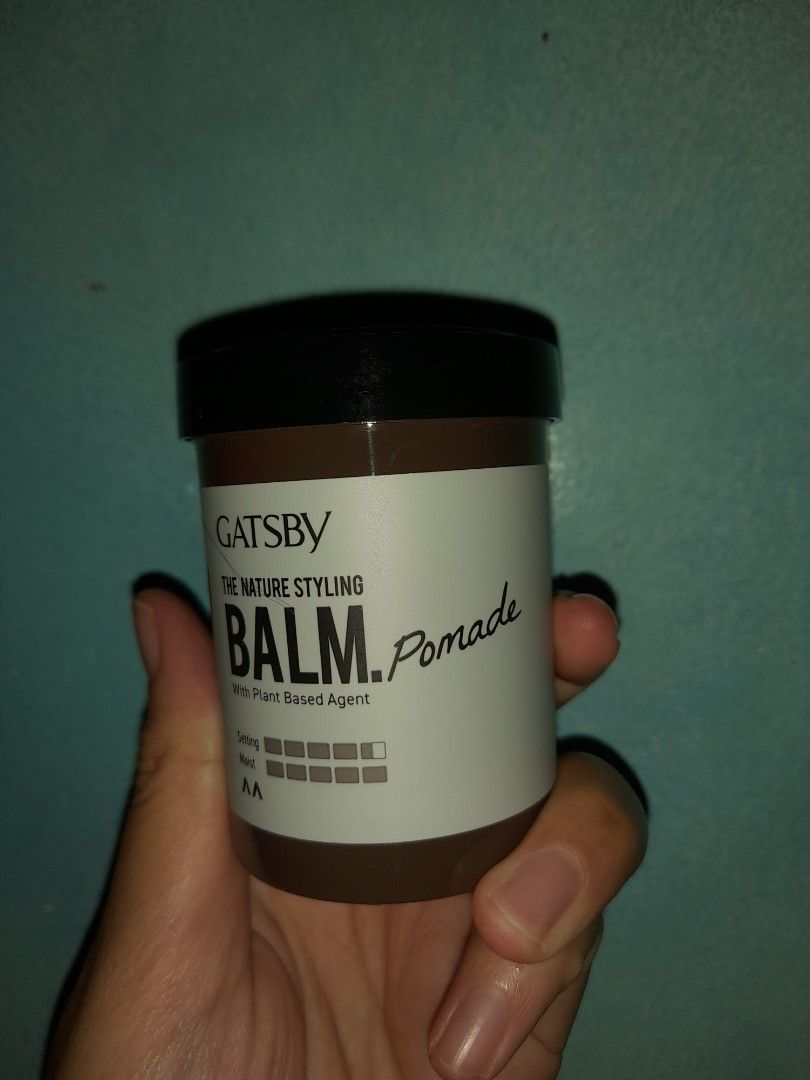 GATSBY
THE NATURE STYLING
BALM. Pomade
With Plant Based Agent
Setting
Moist